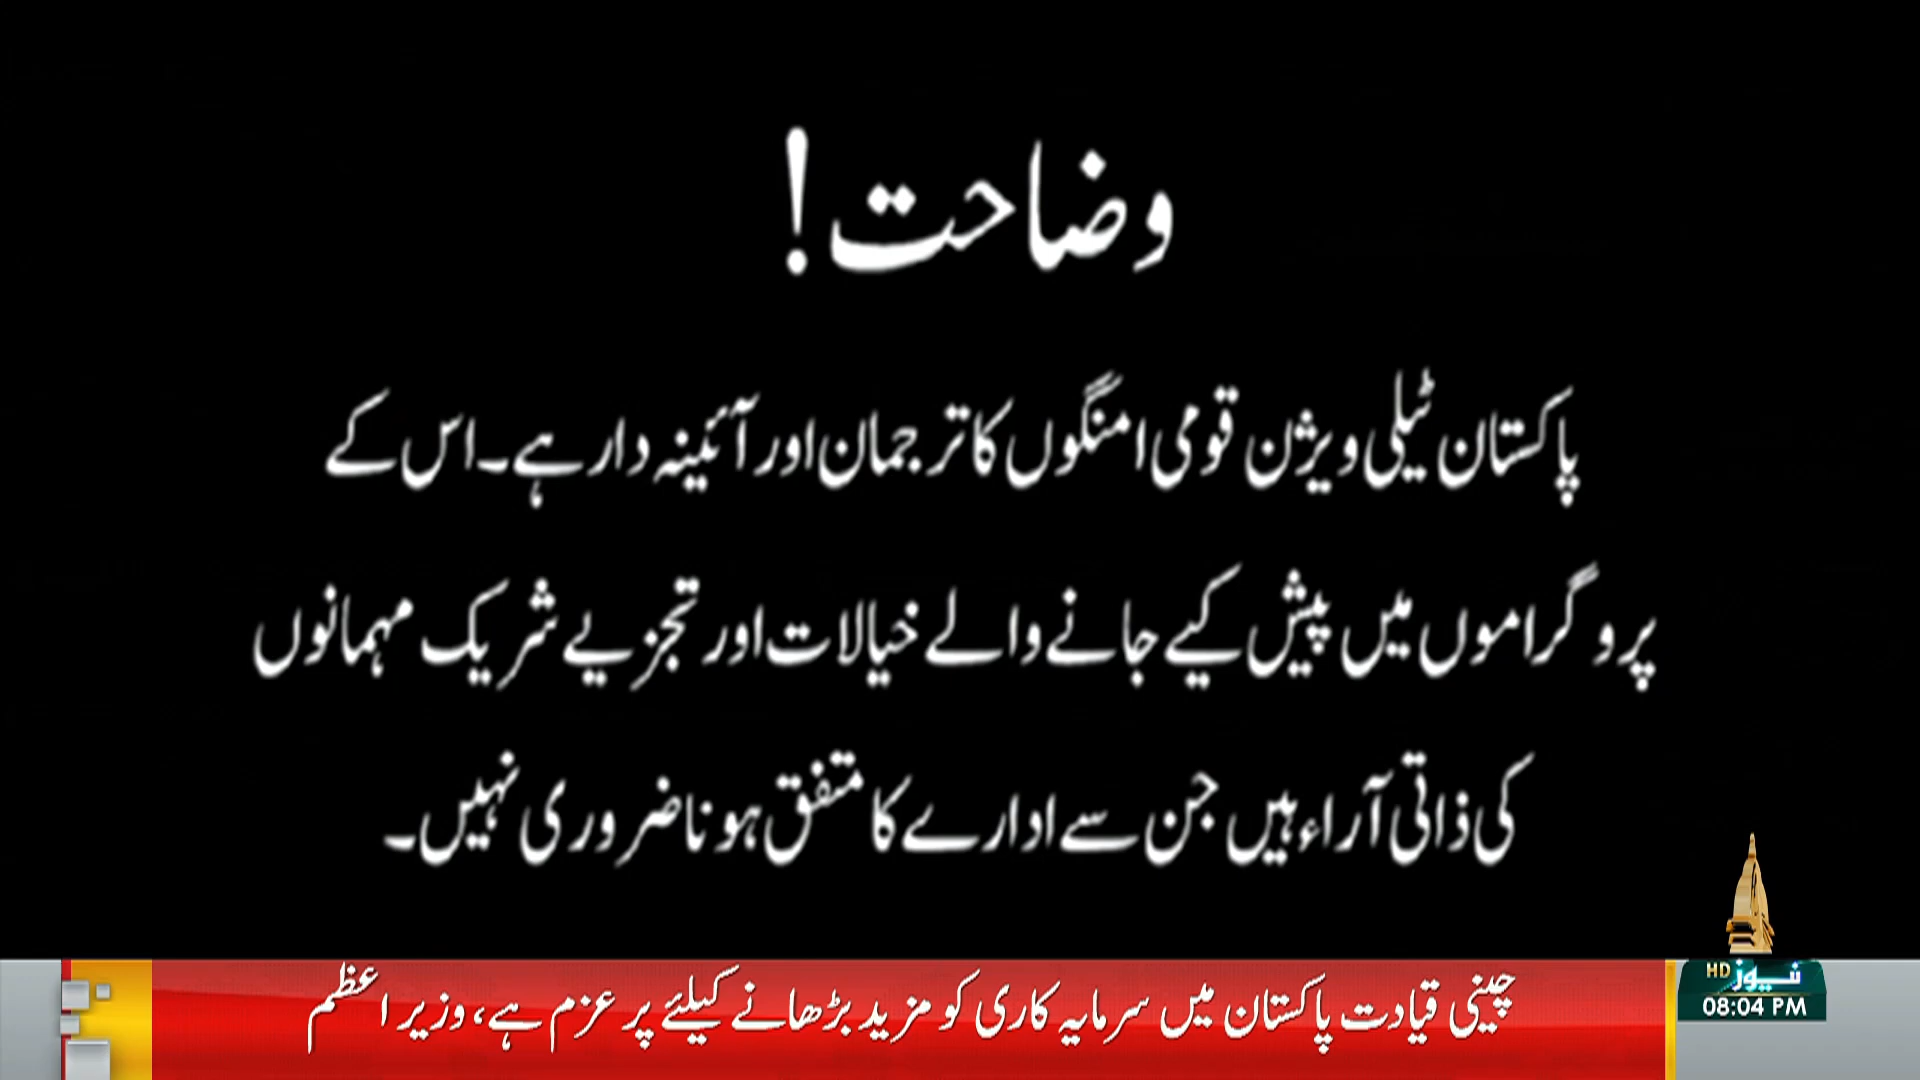 وضاحت!
پاکستان ٹیلی ویژن قومی امنگوں کا ترجمان اور آئینہ دار ہے۔ اس کے
پروگراموں میں پیش کیے جانے والے خیالات اور تجزیے شریک مہمانوں
کی ذاتی آراء ہیں جن سے ادارے کا متفق ہونا ضروری نہیں۔
نیوز HD
08:04 PM
چینی قیادت پاکستان میں سرمایہ کاری کو مزید بڑھانے کیلئے پر عزم ہے، وزیر اعظم